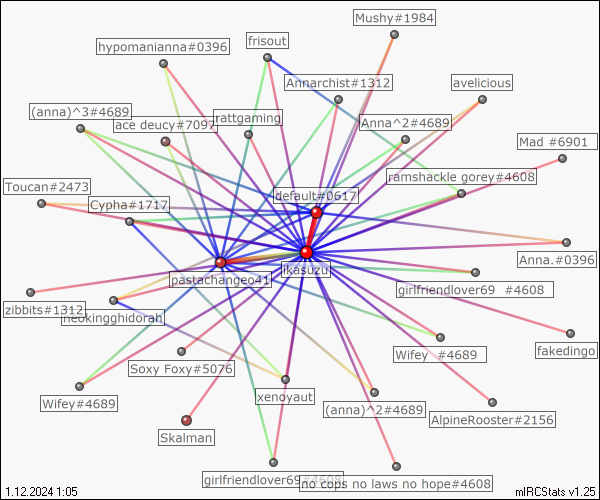 Mushy#1984
hypomanianna#0396
frisout
Annarchist#1312
avelicious
(anna)^3#4689
ace deucy#7097
rattgaming
Anna^2#4689
Mad #6901
Toucan#2473
Cypha#1717
default#0617
rumshackle gorey#4608
pastachangeo41
ikasuzu
Anna.#0396
zibbits#1312
neokingghidorah
girlfriendlover69 #4608
fakedingo
Wifey #4689
Soxy Foxy#5076
Wifey#4689
xenoyaut
(anna)^2#4689
AlpineRooster#2156
Skalman
girlfriendlover69#4608
no cops no laws no hope#4608
1.12.2024 1:05
mIRCStats v1.25